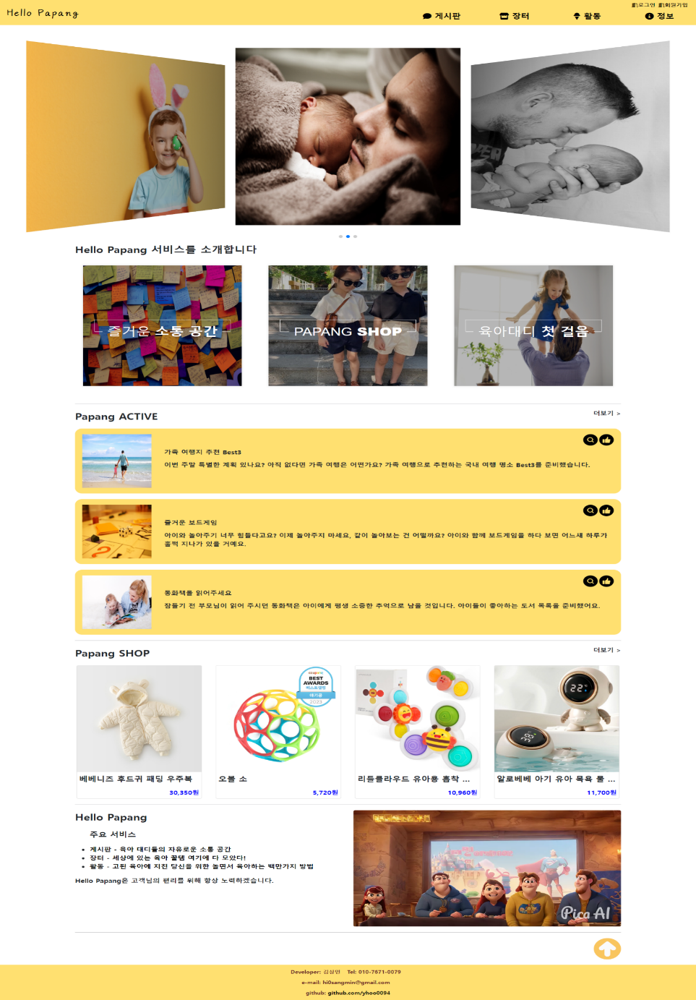 Hello Papang
로그인 회원가입
게시판 장터 활동 정보
Hello Papang 서비스를 소개합니다
즐거운 소통 공간
PAPANG SHOP
육아대디 첫 걸음
Papang ACTIVE
더보기 >
가족 여행지 추천 Best3
이번 주말 특별한 계획 있나요? 아직 없다면 가족 여행은 어떤가요? 가족 여행으로 추천하는 국내 여행 명소 Best3를 준비했습니다.
즐거운 보드게임
아이와 놀아주기 너무 힘들다고요? 이제 놀아주지 마세요, 같이 놀아보는 건 어떨까요? 아이와 함께 보드게임을 하다 보면 어느새 하루가
훌쩍 지나가 있을 거예요.
동화책을 읽어주세요
잠들기 전 부모님이 읽어 주시던 동화책은 아이에게 평생 소중한 추억으로 남을 것입니다. 아이들이 좋아하는 도서 목록을 준비했어요.
Papang SHOP
더보기 >
coupang
BEST
AWARDS
베스트셀링
아기공
2023
22
베베니즈 후드귀 패딩 우주복
오볼 소
리틀클라우드 유아용 흡착 ...
알로베베 아기 유아 목욕 물 ...
30,350원
5,720원
10,960원
11,700원
Hello Papang
주요 서비스
• 게시판 - 육아 대디들의 자유로운 소통 공간
• 장터 - 세상에 있는 육아 꿀템 여기에 다 모았다!
• 활동 - 고된 육아에 지친 당신을 위한 놀면서 육아하는 백만가지 방법
Hello Papang은 고객님의 편리를 위해 항상 노력하겠습니다.
Pica AI
Developer: 김상민 Tel: 010-7671-0079
e-mail: hi0sangmin@gmail.com
github: github.com/yhoo0094